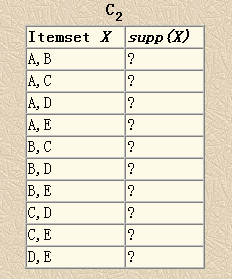 C2
Itemset X supp(X)
A,B ?
A,C ?
A,D ?
A,E ?
B,C ?
B,D ?
B,E ?
C,D ?
C,E ?
D,E ?